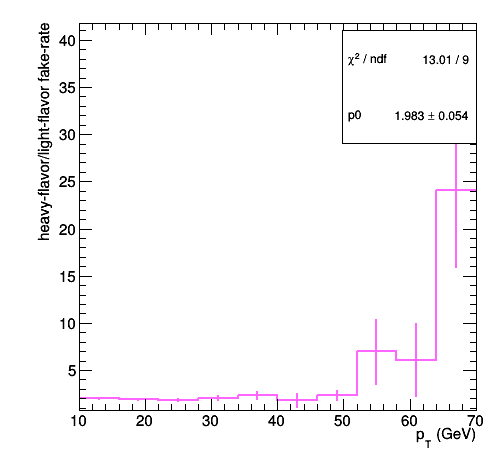 heavy-flavor/light-flavor fake-rate
40
35
30
25
20
15
10
5
χ² / ndf 13.01 / 9
p0 1.983 ± 0.054
10 20 30 40 50 60 70
p_T (GeV)